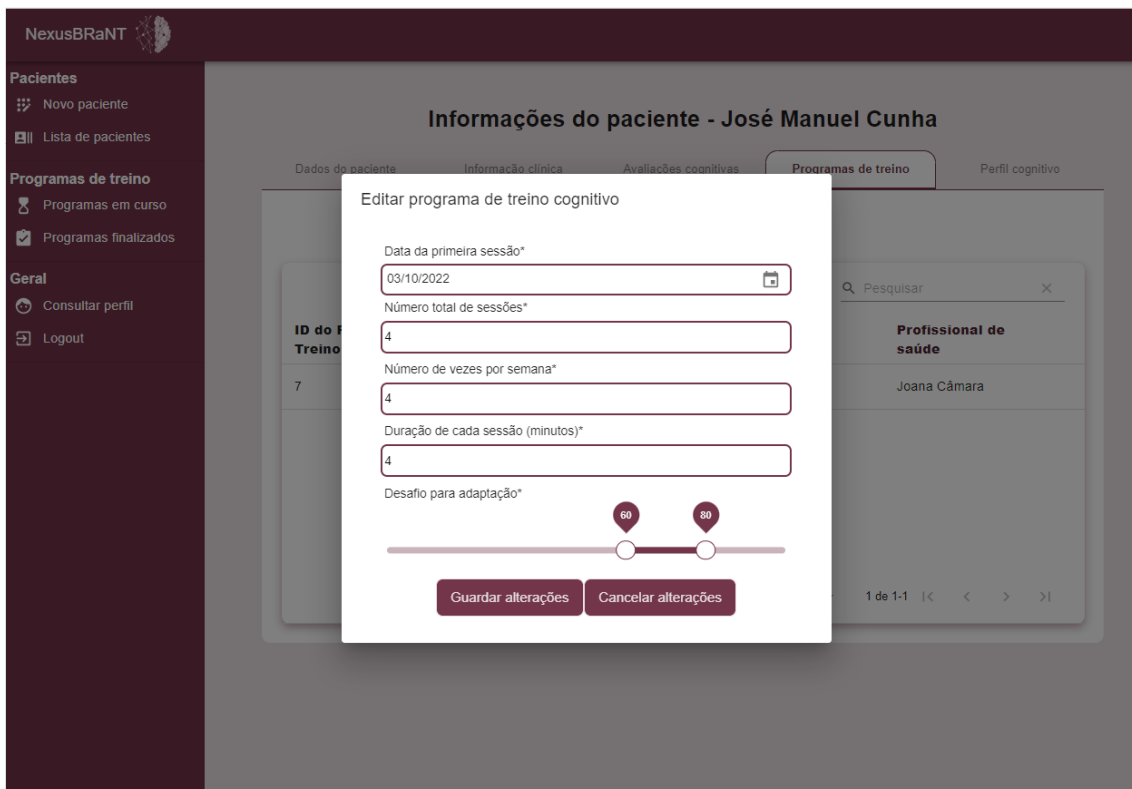 NexusBRaNT
Pacientes
Novo paciente
Lista de pacientes
Programas de treino
Programas em curso
Programas finalizados
Geral
Consultar perfil
Logout
Informações do paciente - José Manuel Cunha
Dados do paciente
Informação clínica
Avaliações cognitivas
Programas de treino
Perfil cognitivo
Editar programa de treino cognitivo
Data da primeira sessão*
03/10/2022
Número total de sessões*
4
Número de vezes por semana*
4
Duração de cada sessão (minutos)*
4
Desafio para adaptação*
60
80
Guardar alterações
Cancelar alterações
Pesquisar
ID do
Treino
Profissional de
saúde
7
Joana Câmara
1 de 1-1